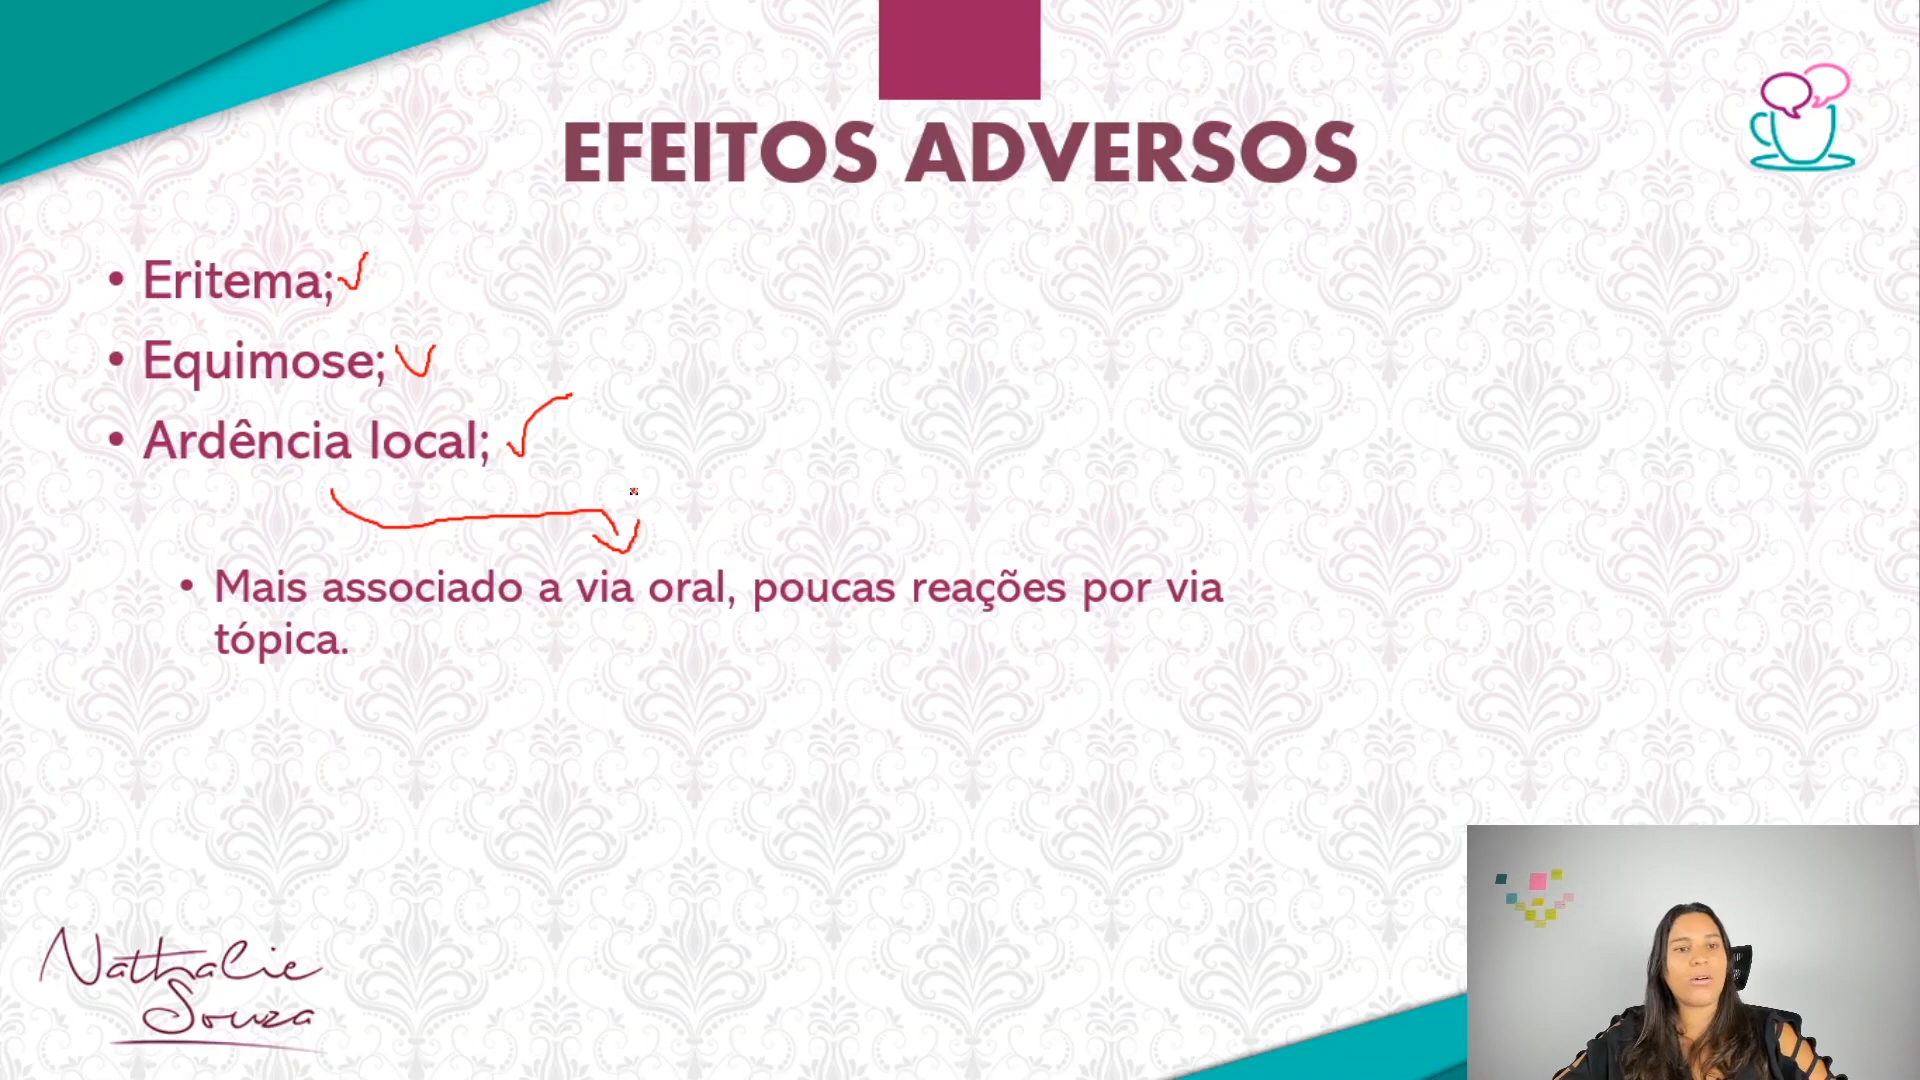 EFEITOS ADVERSOS
• Eritema;
• Equimose;
• Ardência local;
• Mais associado a via oral, poucas reações por via
tópica.
Nathalie
Souza